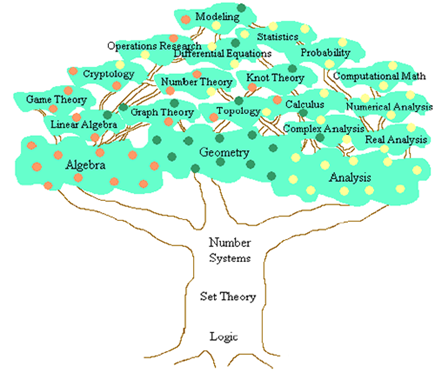 Modeling
Statistics
Operations Research
Differential Equations
Probability
Cryptology
Number Theory
Knot Theory
Computational Math
Game Theory
Graph Theory
Topology
Calculus
Numerical Analysis
Linear Algebra
Complex Analysis
Real Analysis
Algebra
Geometry
Analysis
Number
Systems
Set Theory
Logic